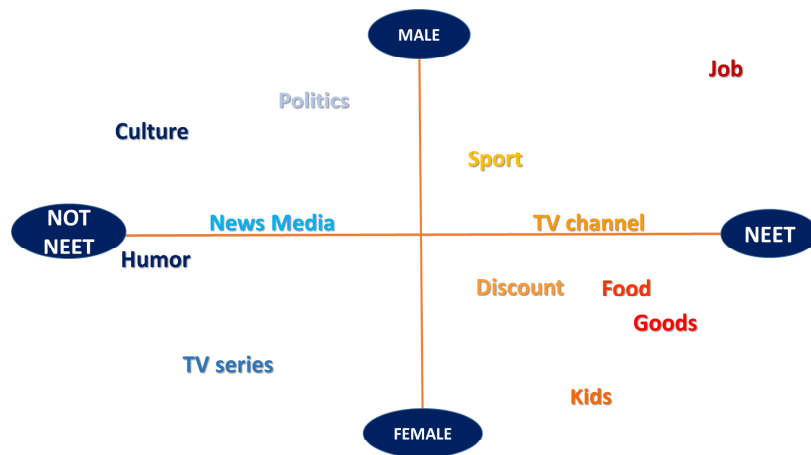 MALE
Job
Politics
Culture
Sport
NOT
NEET
News Media
TV channel
NEET
Humor
Discount
Food
Goods
TV series
Kids
FEMALE